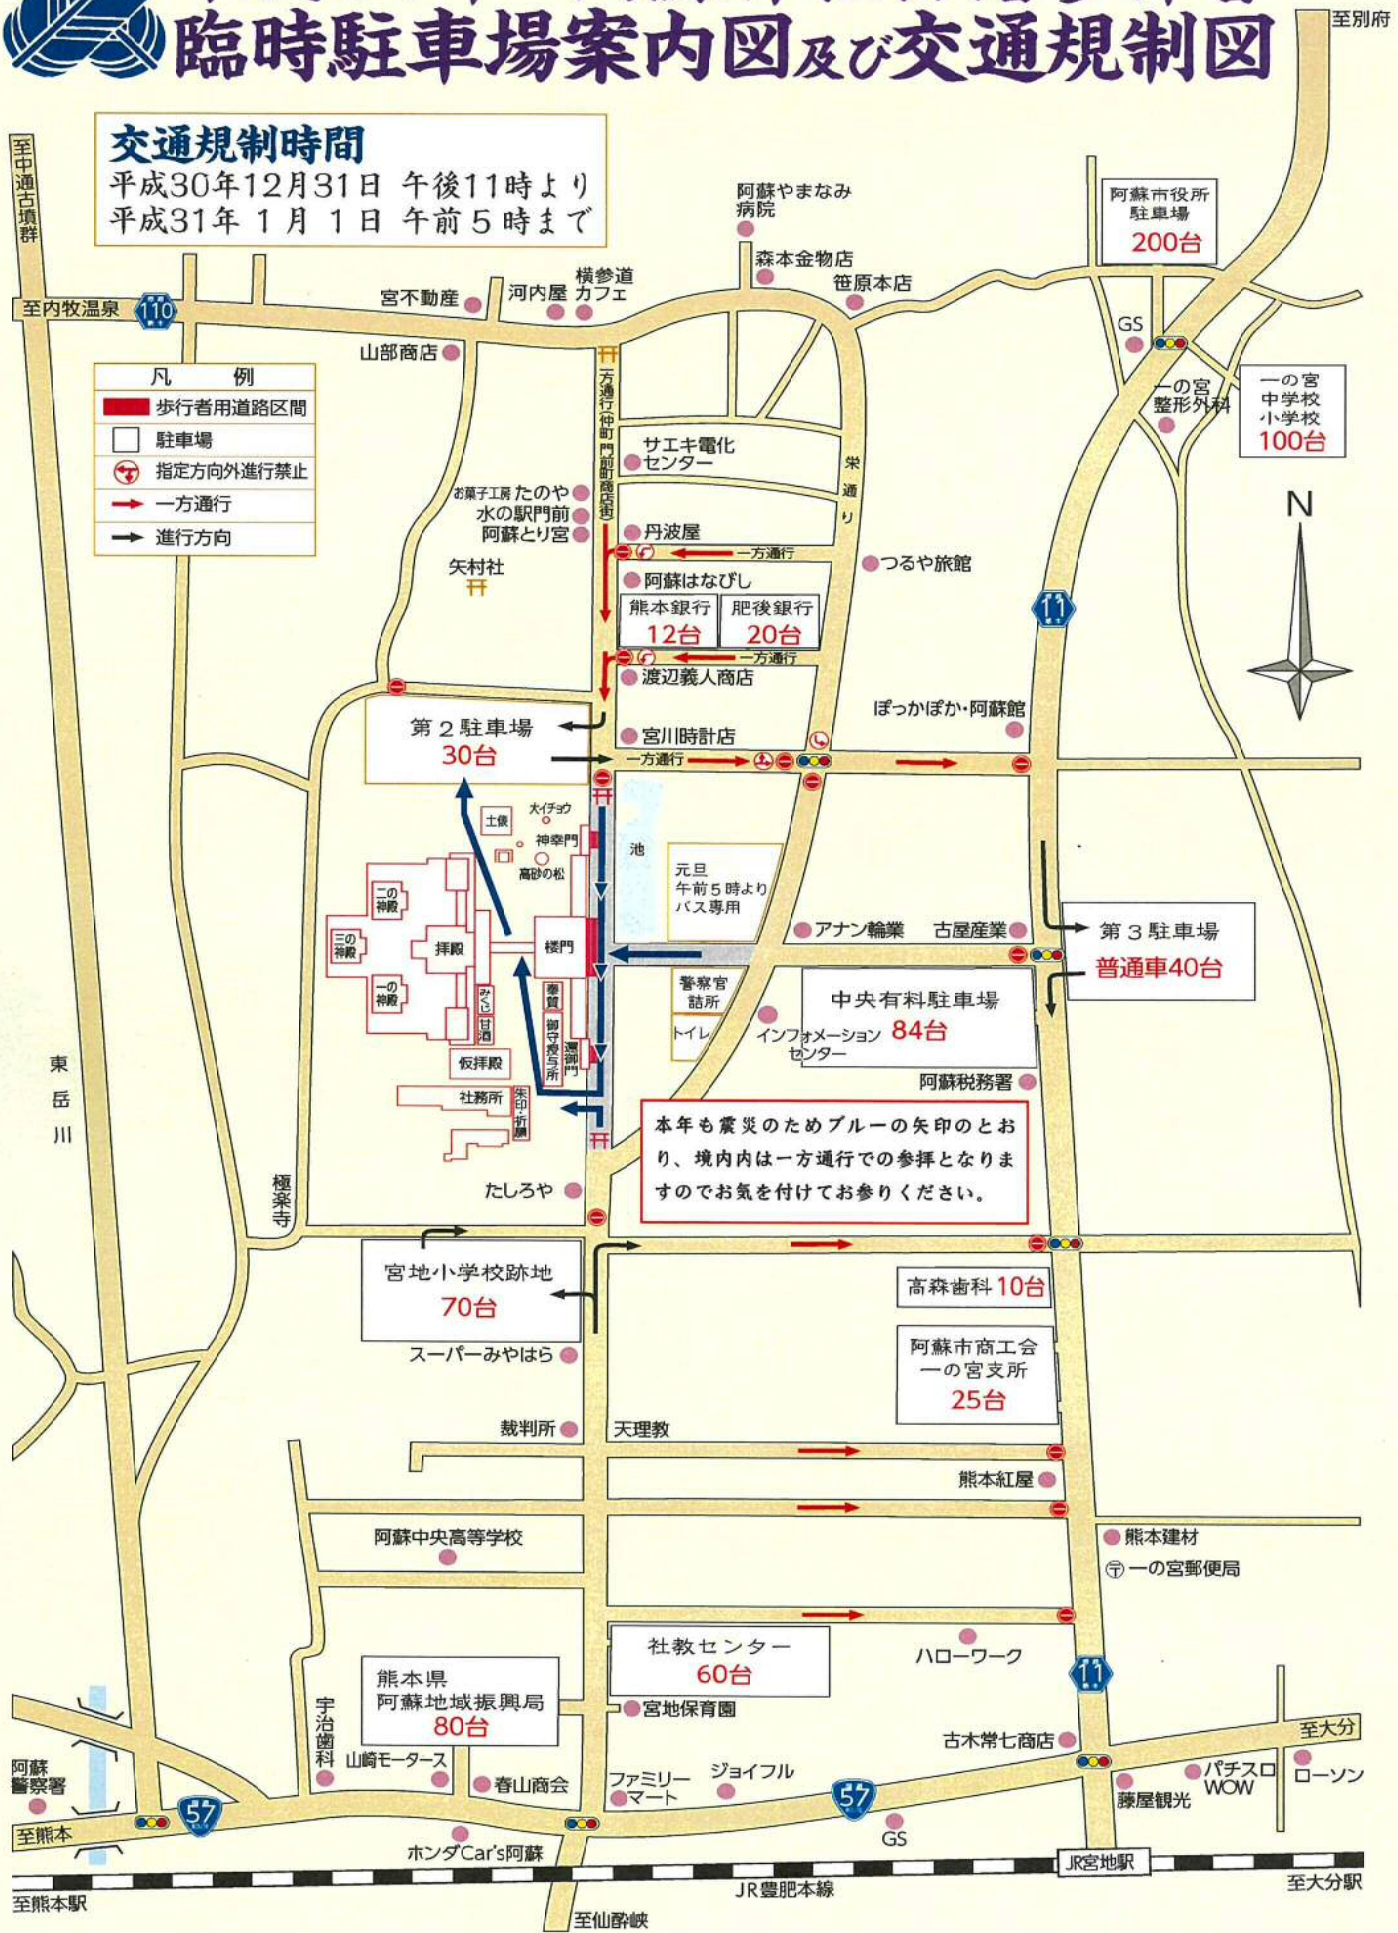 臨時駐車場案内図及び交通規制図
至別府
交通規制時間
平成30年12月31日 午後11時より
平成31年 1月 1日 午前5時まで
至中通古墳群
阿蘇やまなみ
病院
森本金物店
笹原本店
阿蘇市役所
駐車場
200台
至内牧温泉
110
宮不動産
河内屋
横参道
カフェ
山部商店
GS
一の宮
整形外科
一の宮
中学校
小学校
100台
凡 例
歩行者用道路区間
駐車場
指定方向外進行禁止
一方通行
進行方向
一方通行(仲町 門前町商店街)
サエキ電化
センター
栄通り
お菓子工房 たのや
水の駅門前
阿蘇とり宮
丹波屋
一方通行
つるや旅館
矢村社
阿蘇はなびし
熊本銀行
12台
肥後銀行
20台
一方通行
渡辺義人商店
N
11
第2駐車場
30台
宮川時計店
一方通行
ぽっかぽか・阿蘇館
土俵
大イチョウ
神幸門
高砂の松
池
元旦
午前5時より
バス専用
二の
神殿
三の
神殿
一の
神殿
拝殿
楼門
みくじ
甘酒
奉賛
御守授与所
還御門
仮拝殿
社務所
朱印・祈願
アナン輪業
古屋産業
第3駐車場
普通車40台
警察官
詰所
トイレ
中央有料駐車場
84台
インフォメーション
センター
阿蘇税務署
東岳川
本年も震災のためブルーの矢印のとお
り、境内内は一方通行での参拝となりま
すのでお気を付けてお参りください。
極楽寺
たしろや
宮地小学校跡地
70台
高森歯科 10台
スーパーみやはら
阿蘇市商工会
一の宮支所
25台
裁判所
天理教
熊本紅屋
阿蘇中央高等学校
熊本建材
〒一の宮郵便局
社教センター
60台
ハローワーク
熊本県
阿蘇地域振興局
80台
宮地保育園
11
宇治歯科
山崎モータース
春山商会
ファミリー
マート
ジョイフル
古木常七商店
至大分
阿蘇
警察署
57
57
パチスロ
WOW
ローソン
藤屋観光
至熊本
ホンダCar's阿蘇
GS
JR宮地駅
至熊本駅
JR豊肥本線
至大分駅
至仙酔峡